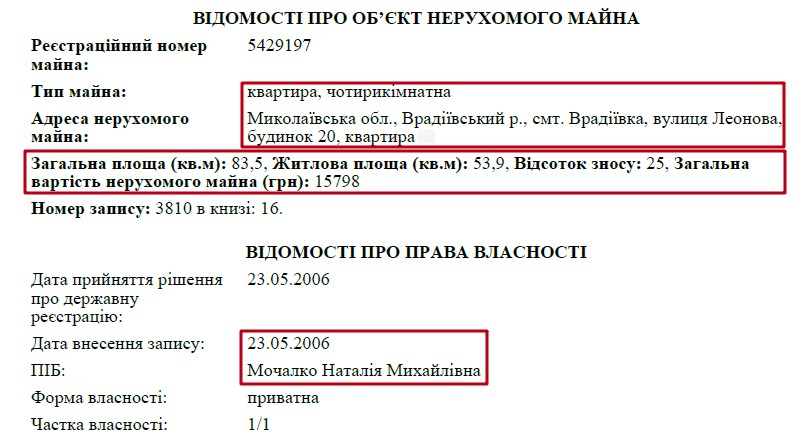 ВІДОМОСТІ ПРО ОБ’ЄКТ НЕРУХОМОГО МАЙНА
Реєстраційний номер майна: 5429197
Тип майна: квартира, чотирикімнатна
Адреса нерухомого майна: Миколаївська обл., Врадіївський р., смт. Врадіївка, вулиця Леонова, будинок 20, квартира
Загальна площа (кв.м): 83,5, Житлова площа (кв.м): 53,9, Відсоток зносу: 25, Загальна
вартість нерухомого майна (грн): 15798
Номер запису: 3810 в книзі: 16.
ВІДОМОСТІ ПРО ПРАВА ВЛАСНОСТІ
Дата прийняття рішення про державну реєстрацію: 23.05.2006
Дата внесення запису: 23.05.2006
ПІБ: Мочалко Наталія Михайлівна
Форма власності: приватна
Частка власності: 1/1